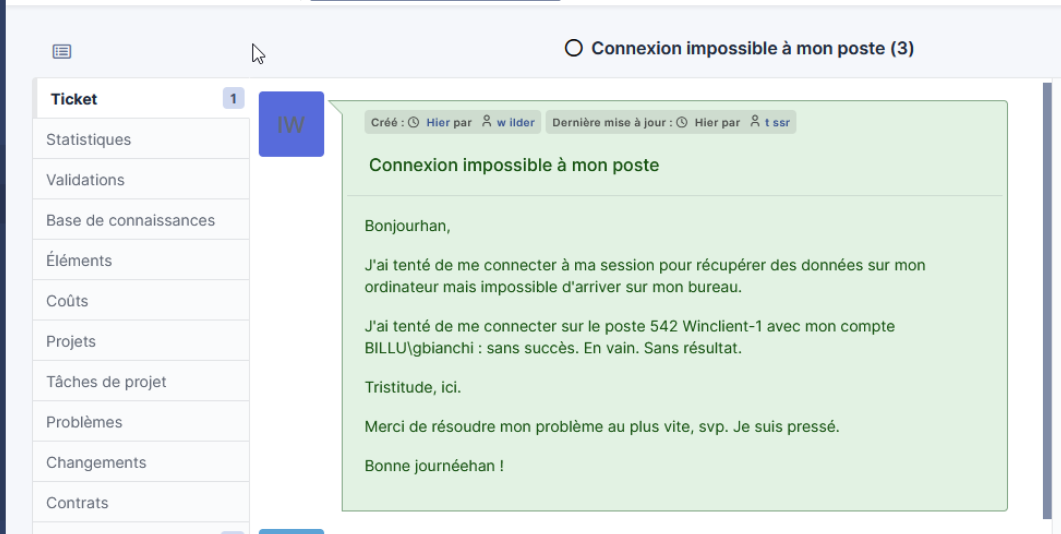 Connexion impossible à mon poste (3)
Ticket 1
Statistiques
Validations
Base de connaissances
Éléments
Coûts
Projets
Tâches de projet
Problèmes
Changements
Contrats
IW
Créé : Hier par w ilder Dernière mise à jour : Hier par t ssr
Connexion impossible à mon poste
Bonjourhan,
J'ai tenté de me connecter à ma session pour récupérer des données sur mon
ordinateur mais impossible d'arriver sur mon bureau.
J'ai tenté de me connecter sur le poste 542 Winclient-1 avec mon compte
BILLU\gbianchi : sans succès. En vain. Sans résultat.
Tristitude, ici.
Merci de résoudre mon problème au plus vite, svp. Je suis pressé.
Bonne journéehan !